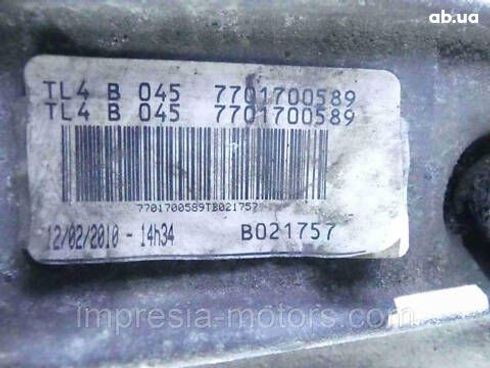 ab.ua
TL4 B 045 7701700589
TL4 B 045 7701700589
7701700589TB021757
12/02/2010 - 14h34 B021757
impresia-motors.com